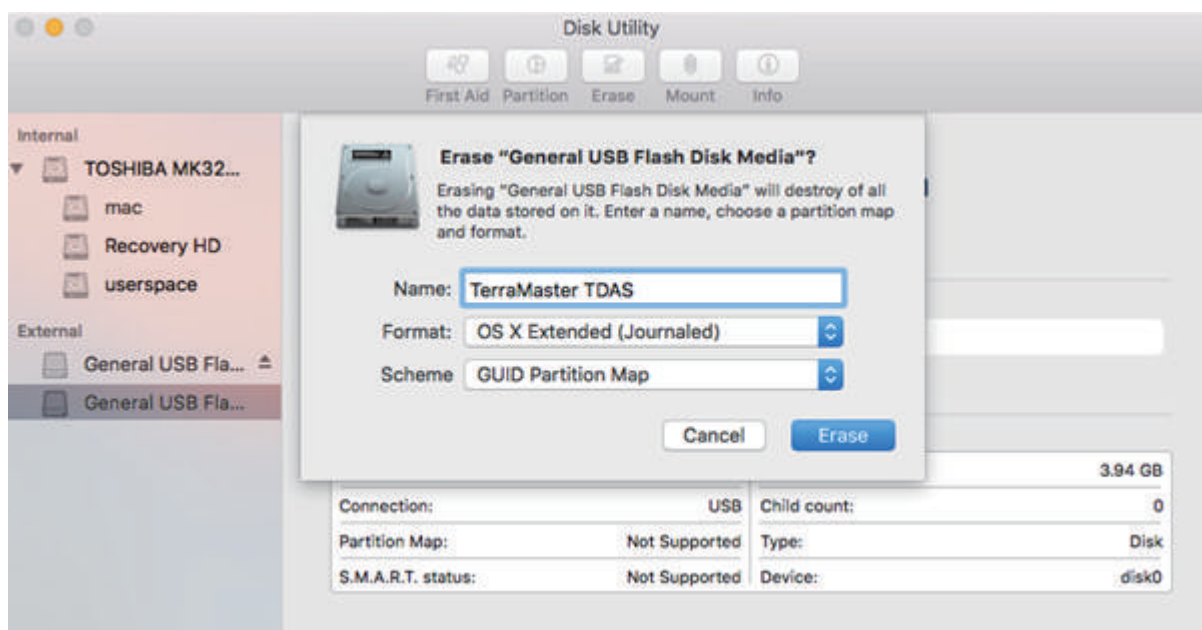 Disk Utility
First Aid Partition Erase Mount Info
Internal
TOSHIBA MK32...
mac
Recovery HD
userspace
External
General USB Fla...
General USB Fla...
Erase “General USB Flash Disk Media”?
Erasing “General USB Flash Disk Media” will destroy of all
the data stored on it. Enter a name, choose a partition map
and format.
Name: TerraMaster TDAS
Format: OS X Extended (Journaled)
Scheme GUID Partition Map
Cancel Erase
3.94 GB
Connection: USB Child count: 0
Partition Map: Not Supported Type: Disk
S.M.A.R.T. status: Not Supported Device: disk0